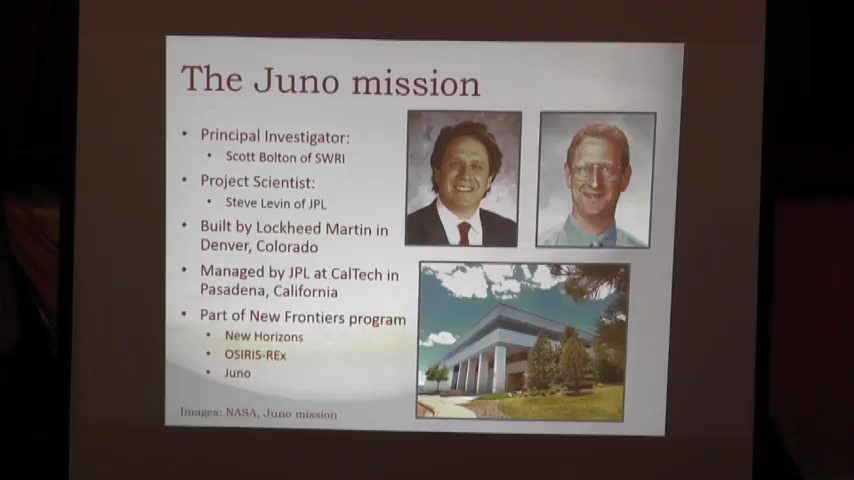 The Juno mission
• Principal Investigator:
• Scott Bolton of SWRI
• Project Scientist:
• Steve Levin of JPL
• Built by Lockheed Martin in
Denver, Colorado
• Managed by JPL at CalTech in
Pasadena, California
• Part of New Frontiers program
• New Horizons
• OSIRIS-REx
• Juno
Images: NASA, Juno mission